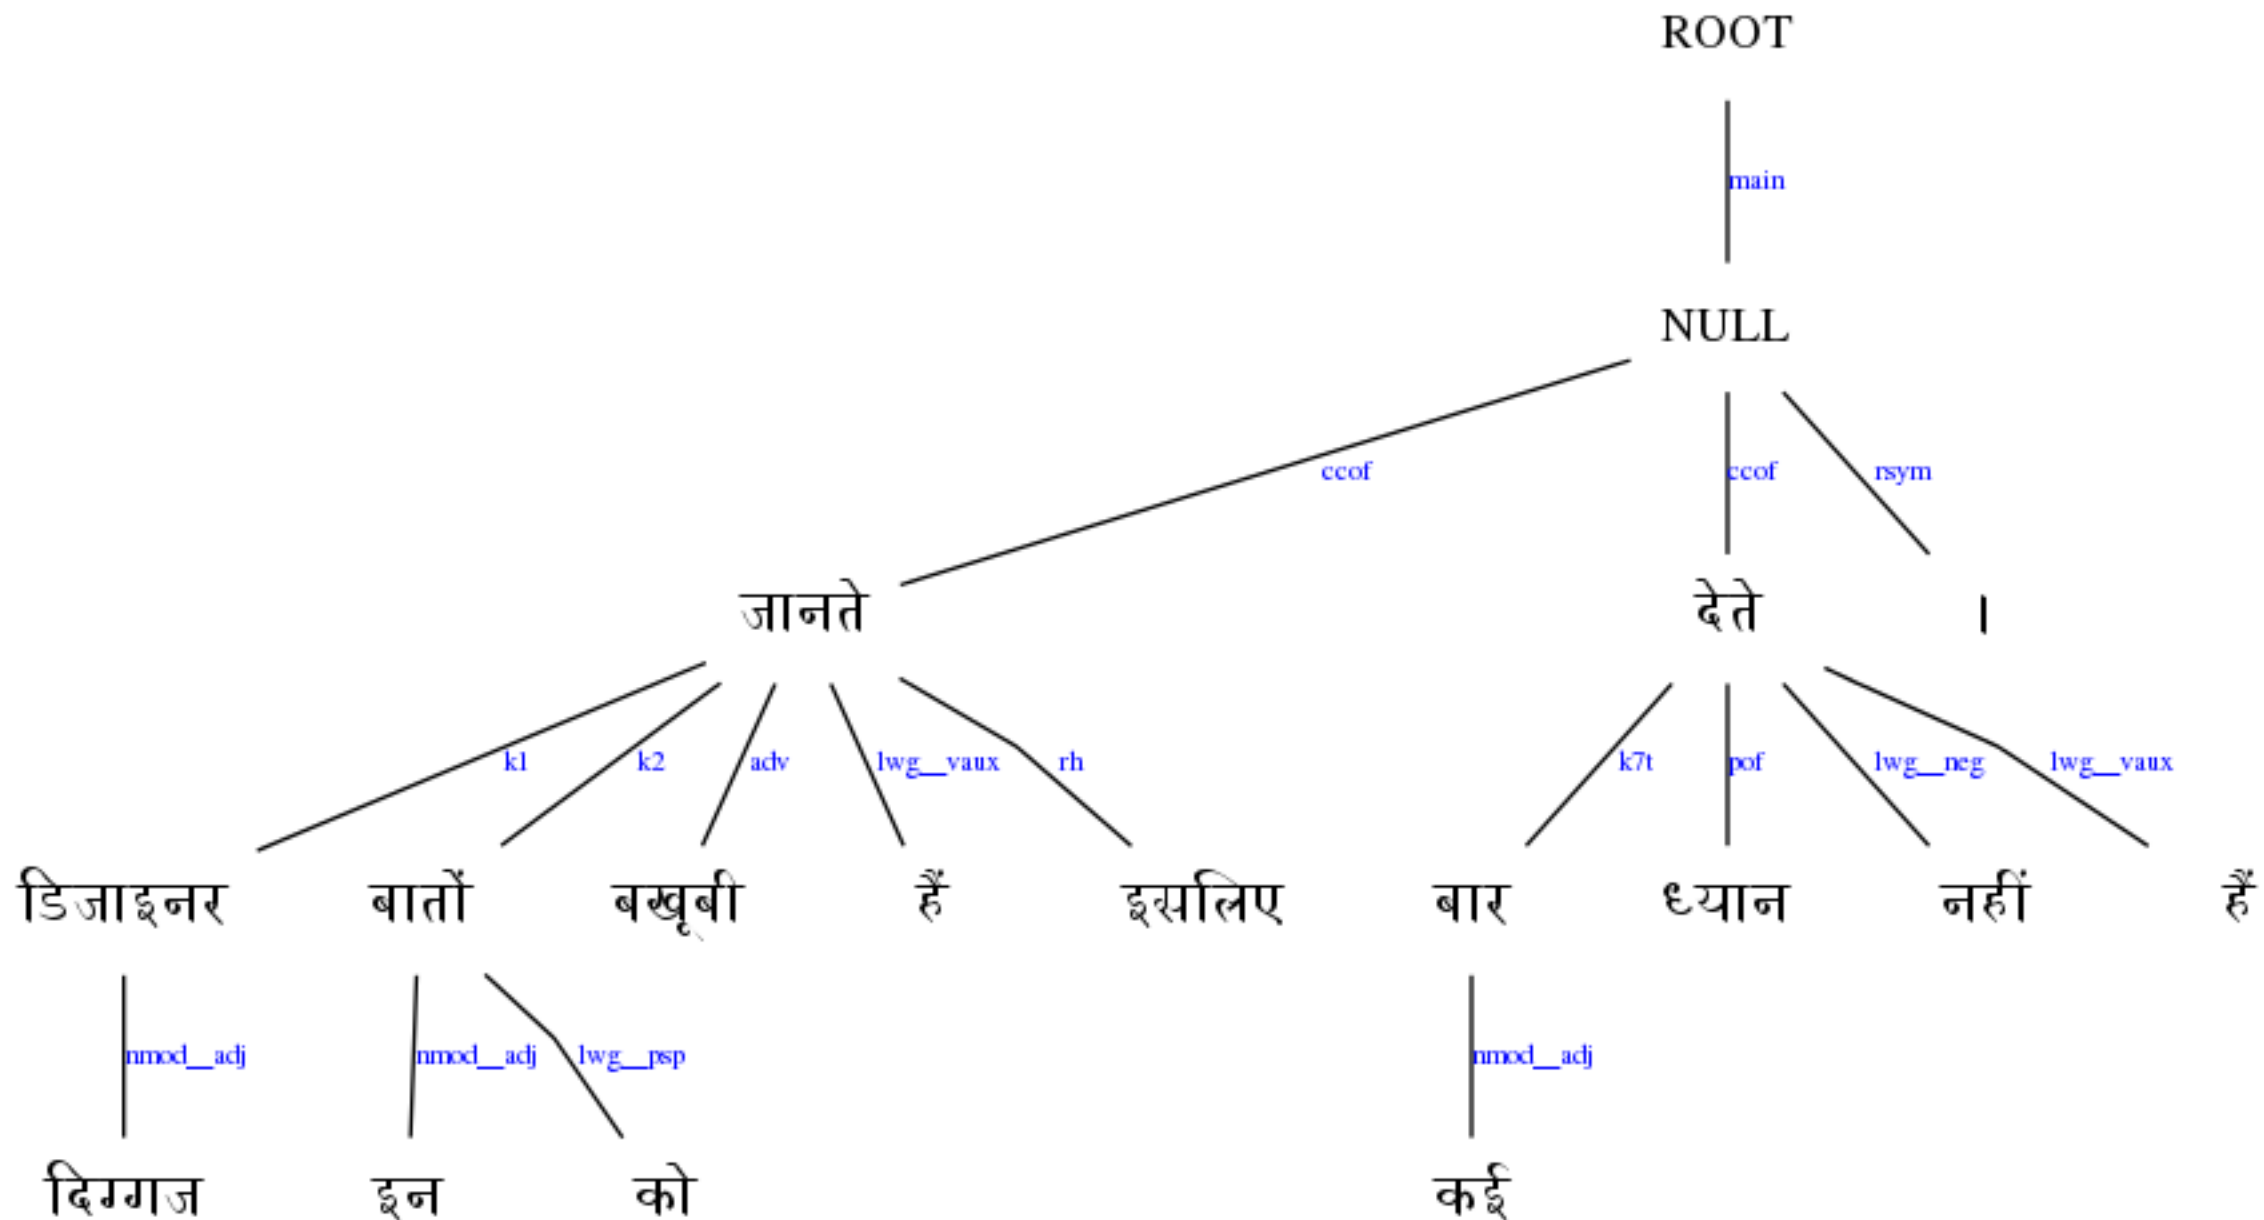 ROOT
main
NULL
ccof ccof rsym
जानते देते ।
k1 k2 adv lwg__vaux rh k7t pof lwg__neg lwg__vaux
डिजाइनर बातों बखूबी हैं इसलिए बार ध्यान नहीं हैं
nmod__adj nmod__adj lwg__psp nmod__adj
दिग्गज इन को कई